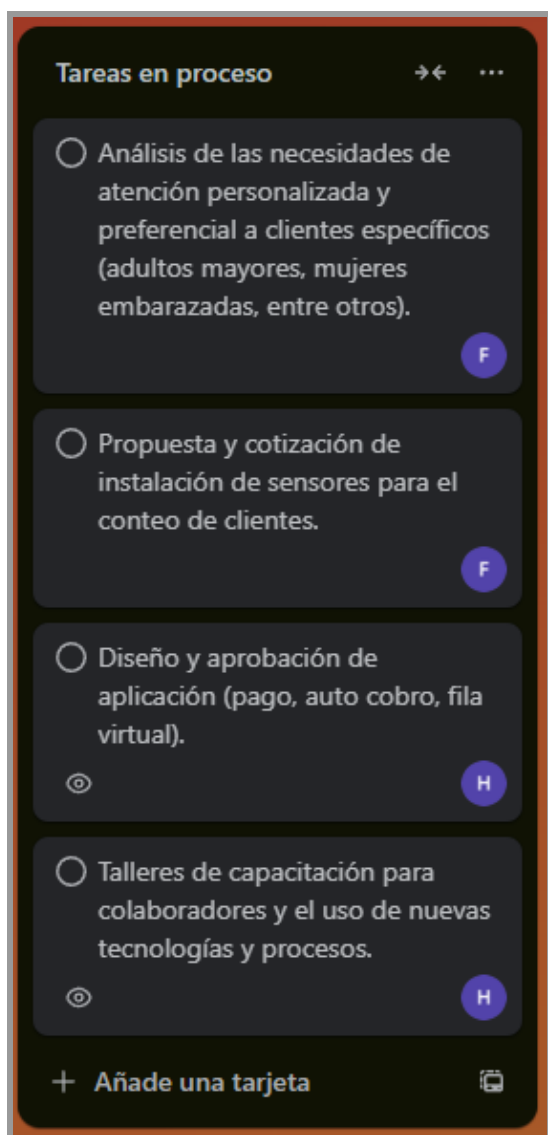 Tareas en proceso
Análisis de las necesidades de
atención personalizada y
preferencial a clientes específicos
(adultos mayores, mujeres
embarazadas, entre otros).
F
Propuesta y cotización de
instalación de sensores para el
conteo de clientes.
F
Diseño y aprobación de
aplicación (pago, auto cobro, fila
virtual).
H
Talleres de capacitación para
colaboradores y el uso de nuevas
tecnologías y procesos.
H
Añade una tarjeta